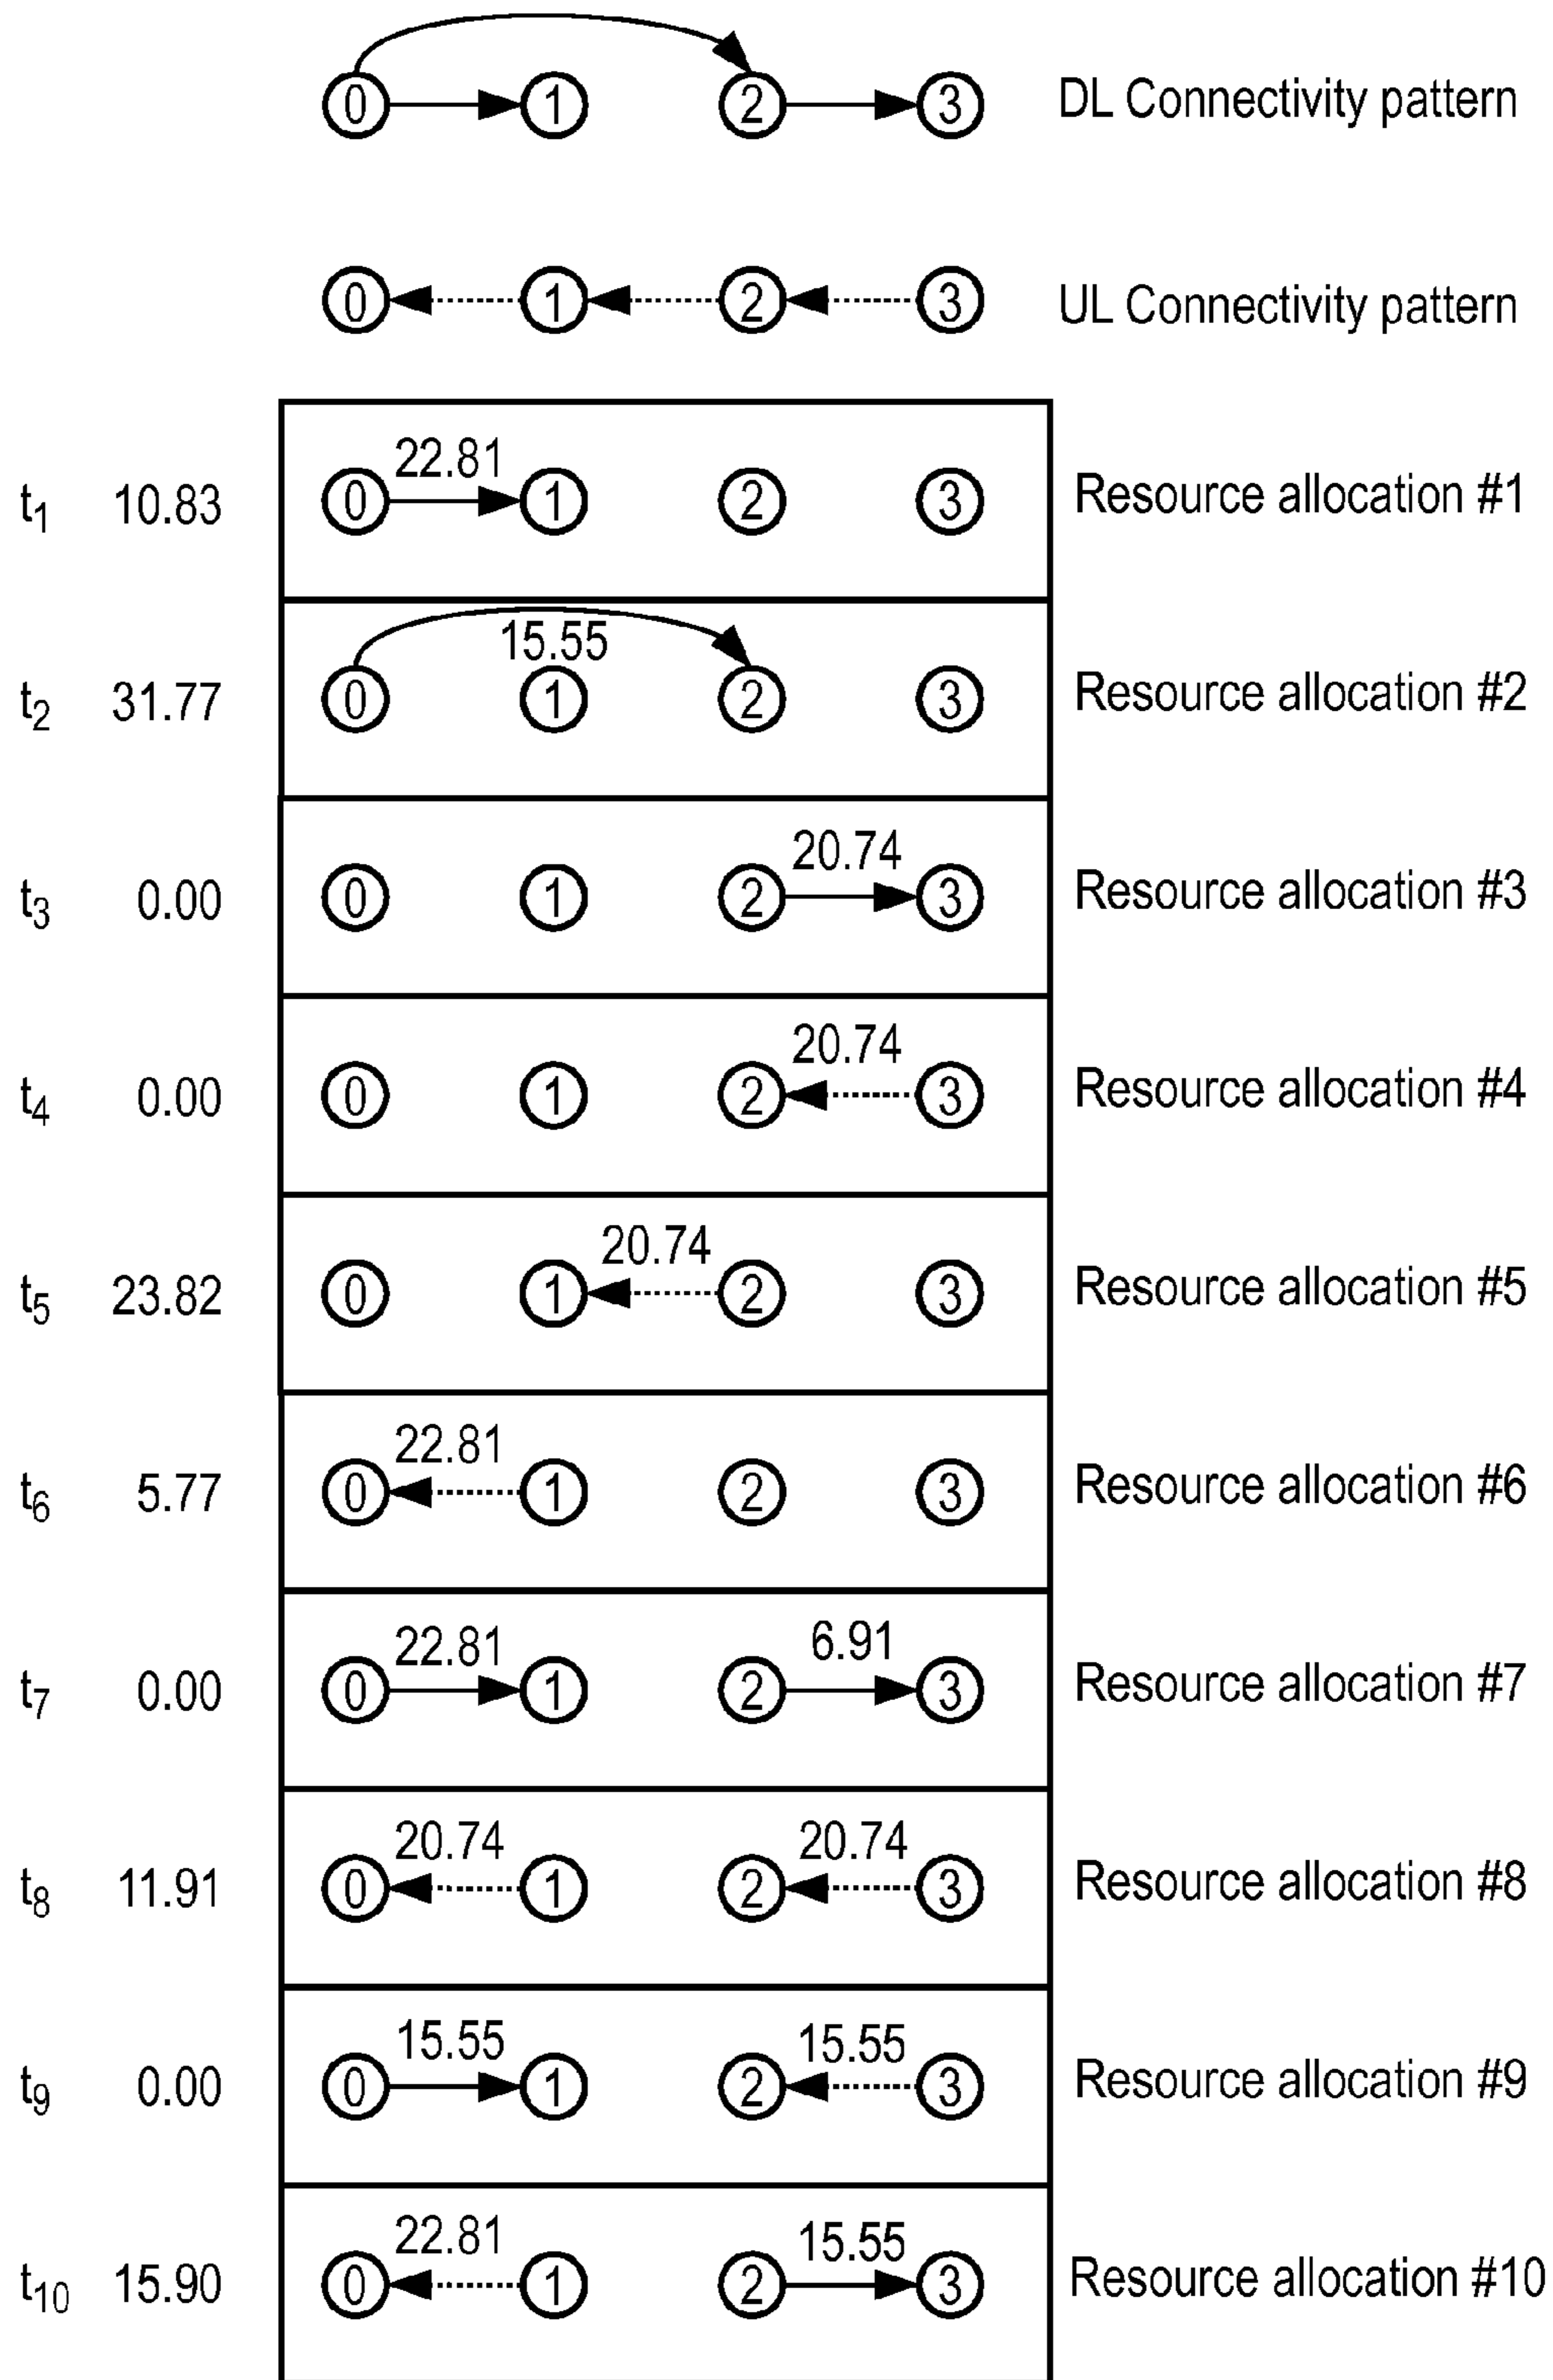 0 1 2 3 DL Connectivity pattern
0 1 2 3 UL Connectivity pattern
22.81
t1 10.83 0 1 2 3 Resource allocation #1
15.55
t2 31.77 0 1 2 3 Resource allocation #2
20.74
t3 0.00 0 1 2 3 Resource allocation #3
20.74
t4 0.00 0 1 2 3 Resource allocation #4
20.74
t5 23.82 0 1 2 3 Resource allocation #5
22.81
t6 5.77 0 1 2 3 Resource allocation #6
22.81 6.91
t7 0.00 0 1 2 3 Resource allocation #7
20.74 20.74
t8 11.91 0 1 2 3 Resource allocation #8
15.55 15.55
t9 0.00 0 1 2 3 Resource allocation #9
22.81 15.55
t10 15.90 0 1 2 3 Resource allocation #10